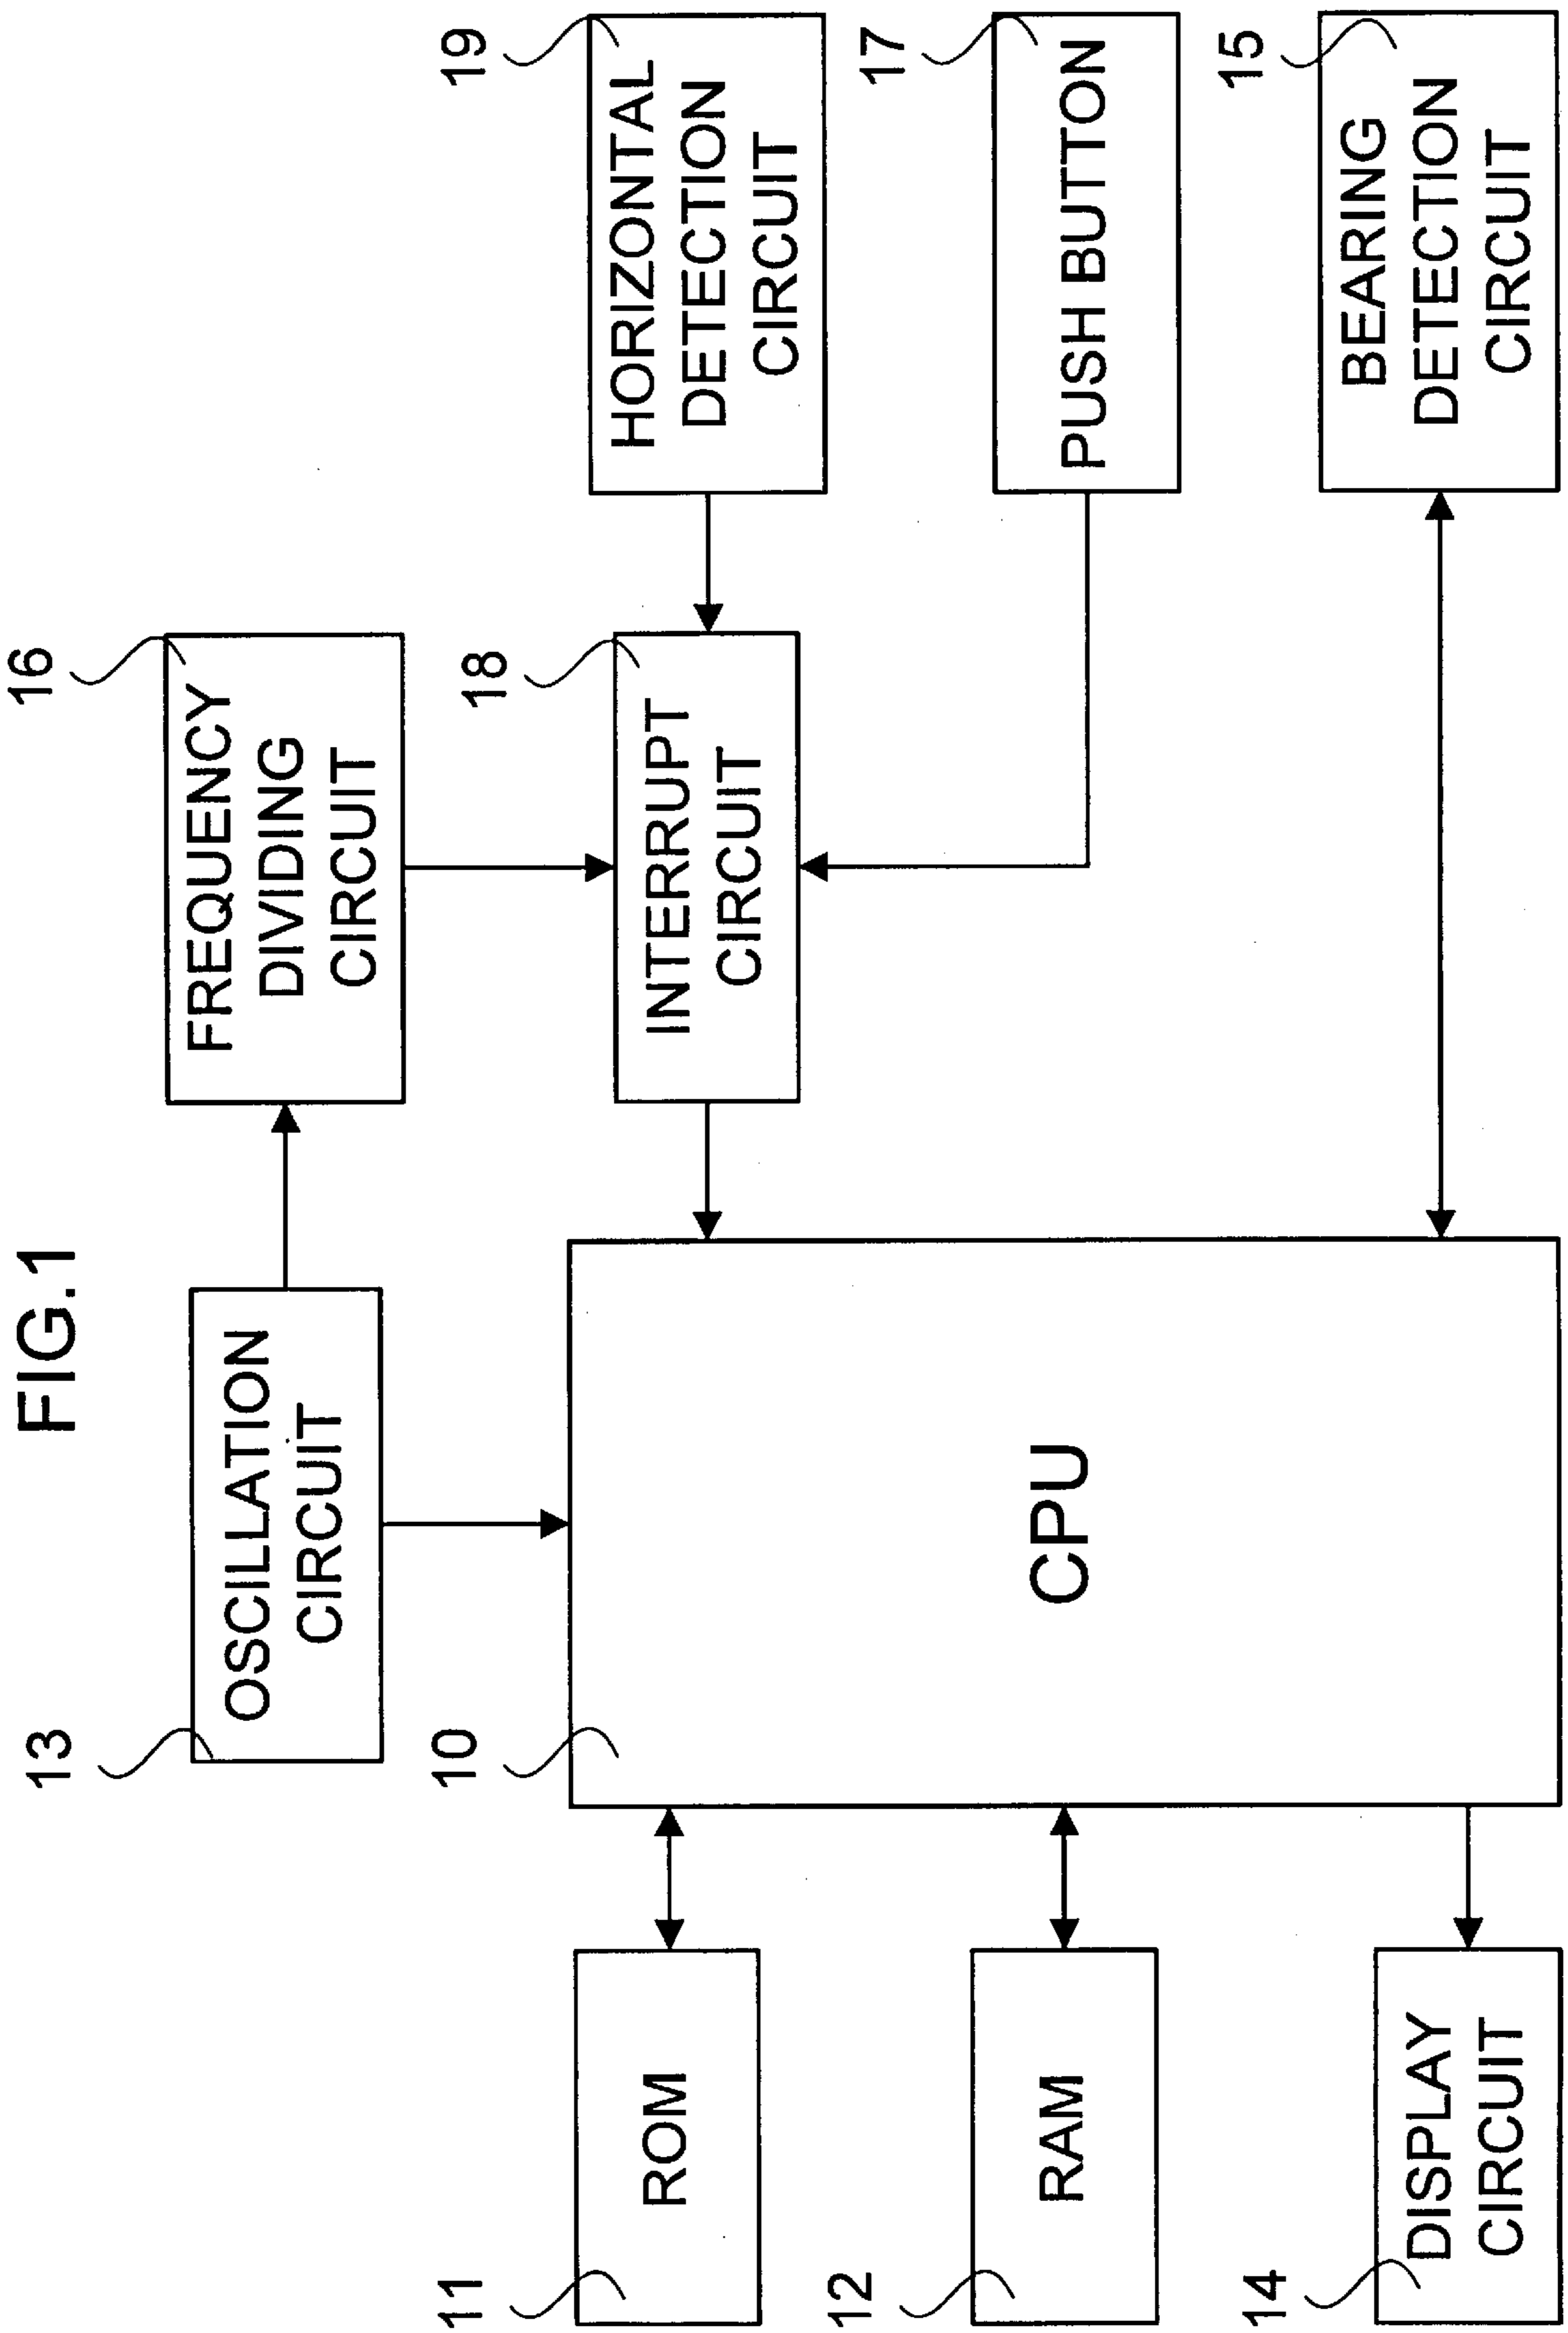 FIG.1
13
OSCILLATION
CIRCUIT
16
FREQUENCY
DIVIDING
CIRCUIT
11
ROM
10
CPU
18
INTERRUPT
CIRCUIT
19
HORIZONTAL
DETECTION
CIRCUIT
12
RAM
17
PUSH BUTTON
14
DISPLAY
CIRCUIT
15
BEARING
DETECTION
CIRCUIT